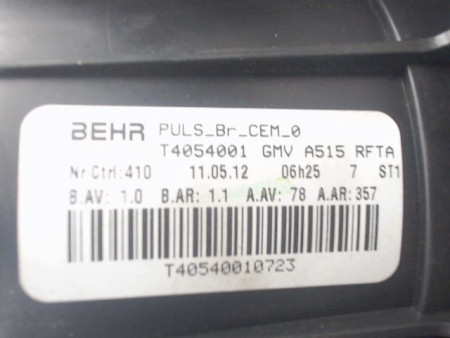 BEHR PULS_Br_CEM_0
T4054001 GMV A515 RFTA
Nr Ctrl:410 11.05.12 06h25 7 ST1
B.AV: 1.0 B.AR: 1.1 A.AV: 78 A.AR:357
T40540010723